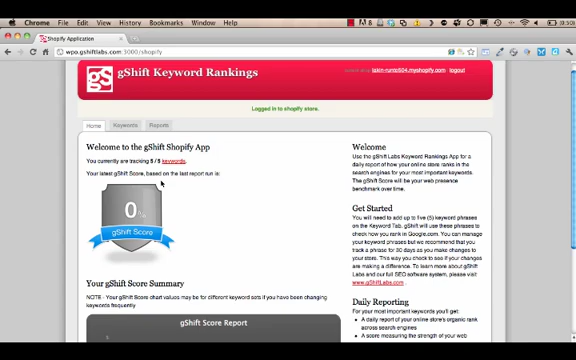 Chrome File Edit View History Bookmarks Window Help
Shopify Application
wpo.gshiftlabs.com:3000/shopify
gS gShift Keyword Rankings
logout
Logged in to shopify store.
Home Keywords Reports
Welcome to the gShift Shopify App
You currently are tracking 5 / 5 keywords.
Your latest gShift Score, based on the last report run is:
0
gShift Score
Your gShift Score Summary
NOTE - Your gShift Score chart values may be different for different keyword sets if you have been changing
keywords frequently
gShift Score Report
Welcome
Use the gShift Labs Keyword Rankings App for a
daily report of how your online store ranks in the
search engines for your most important keywords.
The gShift Score will be your web presence
benchmark over time.
Get Started
You will need to add up to five (5) keyword phrases
on the Keyword Tab. gShift will use these phrases to
check how you rank in Google.com. You can manage
your keyword phrases but we recommend that you
track a phrase for 30 days as you make changes to
your store. This way you check to see if your changes
are making a difference. To learn more about gShift
Labs and our full SEO software system, please visit
www.gShiftLabs.com
Daily Reporting
For your most important keywords you'll get:
A daily report of your online store's organic rank
across search engines
A score measuring the strength of your web